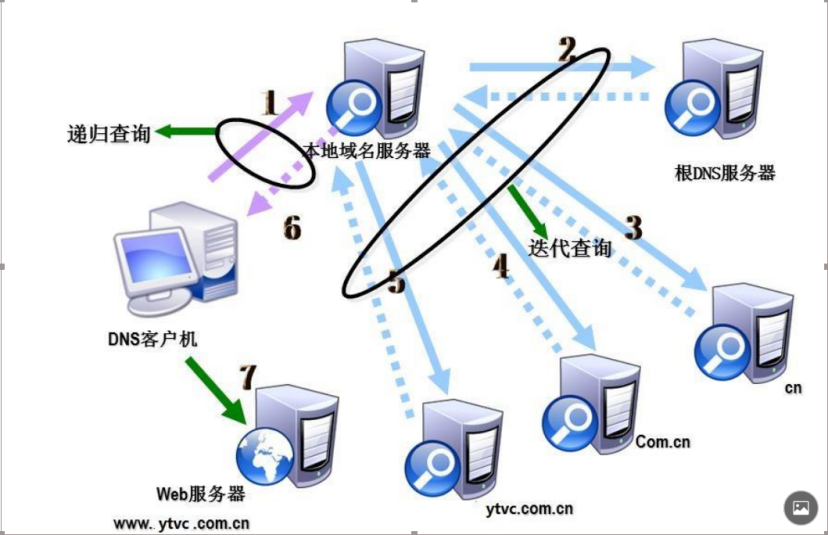 2
1
递归查询
本地域名服务器
根DNS服务器
6
迭代查询
3
4
5
DNS客户机
7
cn
Com.cn
Web服务器
ytvc.com.cn
www. ytvc .com.cn